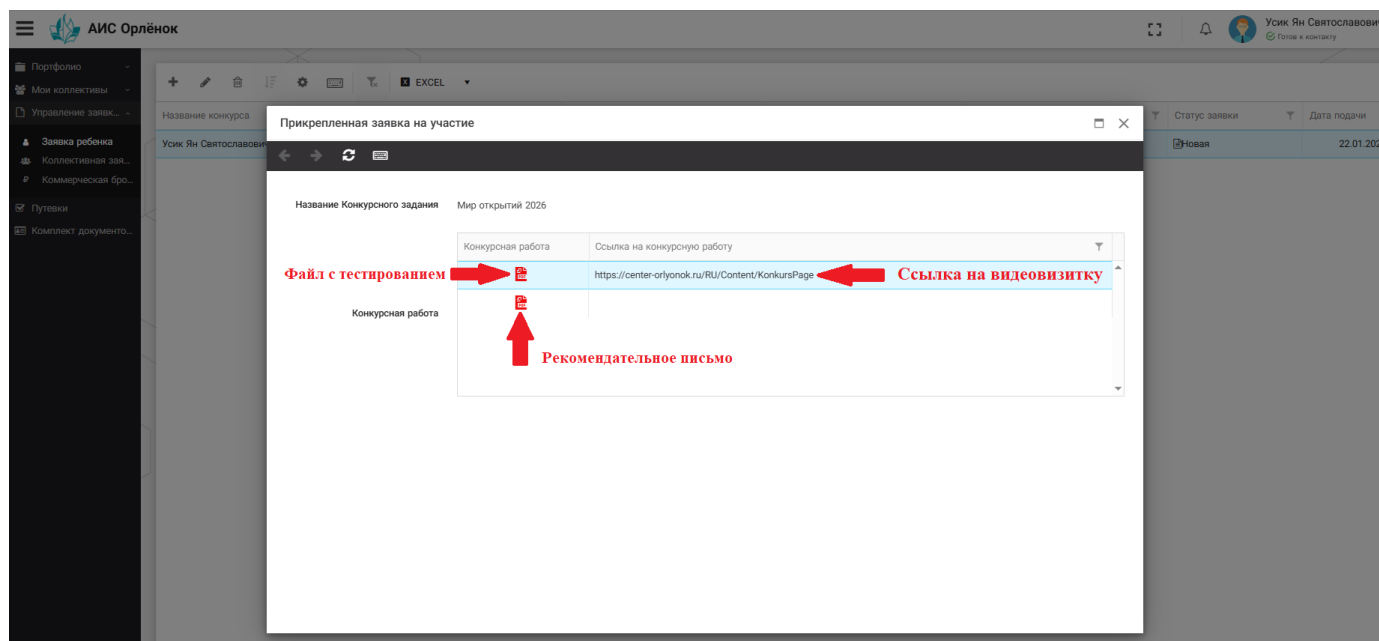 АИС Орлёнок
Усик Ян Святославови
Готов к контакту
Портфолио
Мои коллективы
Управление заявк...
Заявка ребенка
Коллективная зая...
Коммерческая бро...
Путевки
Комплект документо...
EXCEL
Название конкурса
Статус заявки
Дата подачи
Усик Ян Святославови
Новая
22.01.202
Прикрепленная заявка на участие
Название Конкурсного задания
Мир открытий 2026
Конкурсная работа
Ссылка на конкурсную работу
Файл с тестированием
https://center-orlyonok.ru/RU/Content/KonkursPage
Ссылка на видеовизитку
Конкурсная работа
Рекомендательное письмо